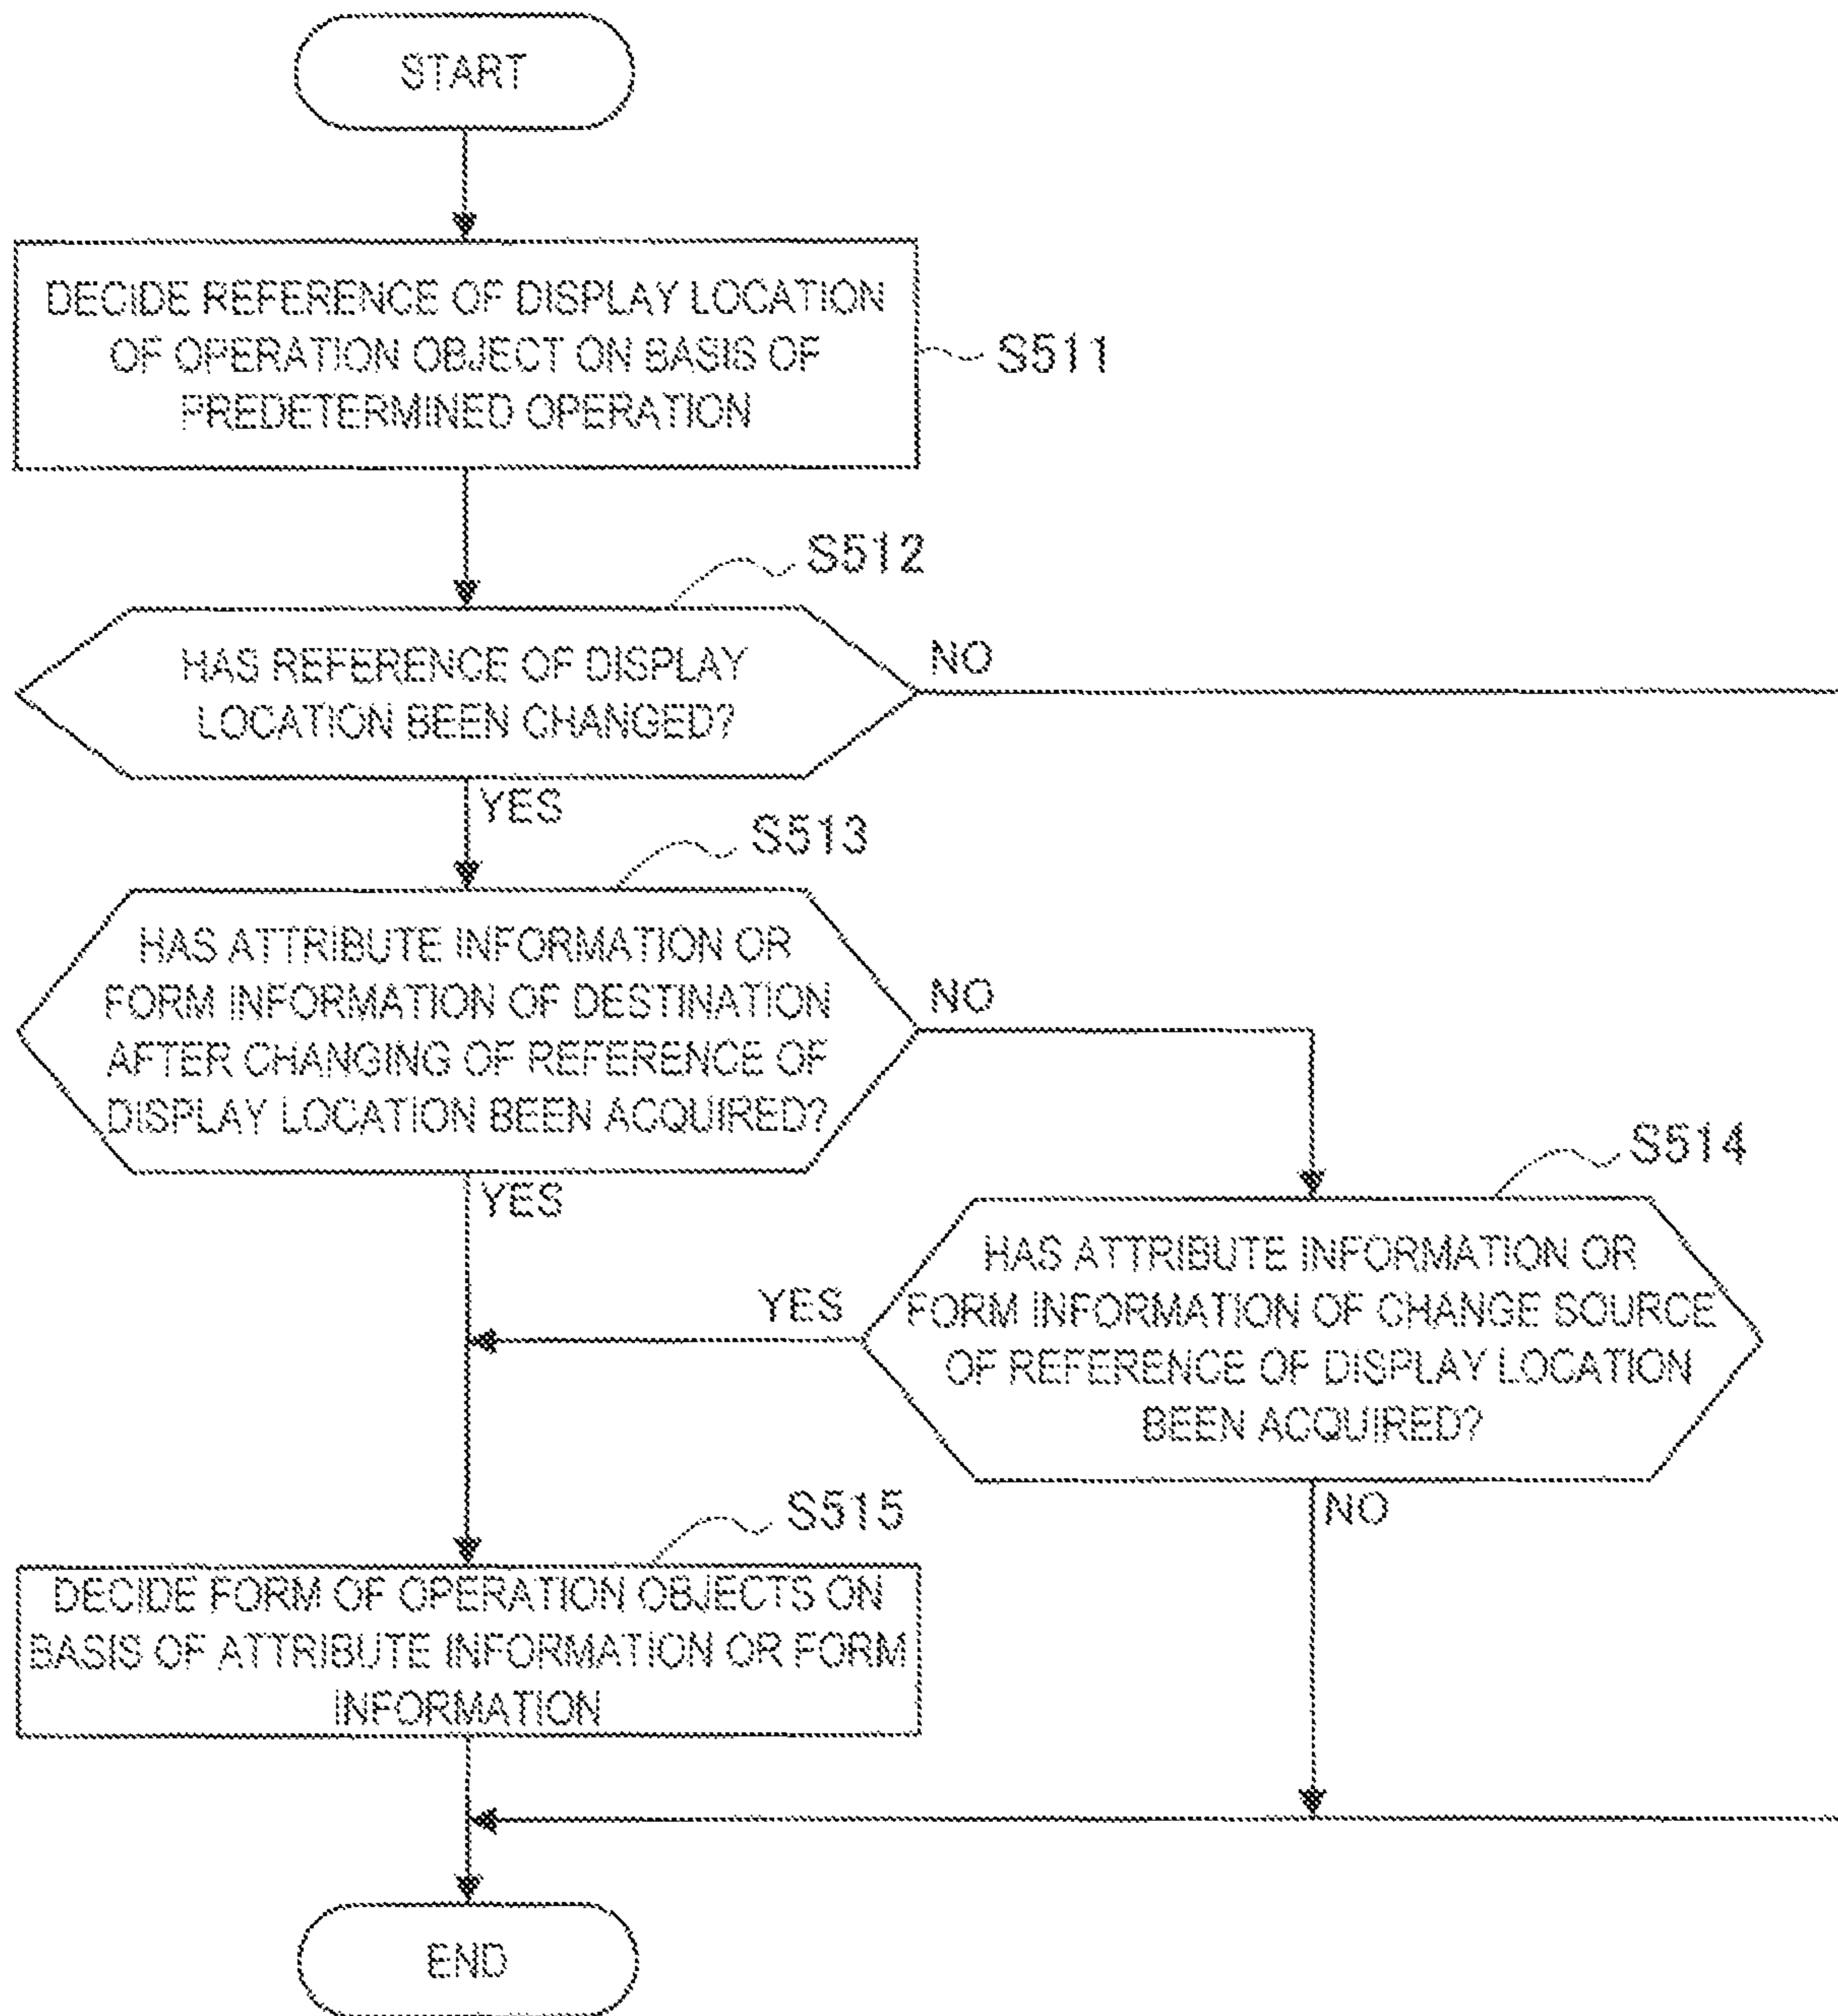 START
DECIDE REFERENCE OF DISPLAY LOCATION
OF OPERATION OBJECT ON BASIS OF
PREDETERMINED OPERATION
S511
S512
HAS REFERENCE OF DISPLAY
LOCATION BEEN CHANGED?
NO
YES
S513
HAS ATTRIBUTE INFORMATION OR
FORM INFORMATION OF DESTINATION
AFTER CHANGING OF REFERENCE OF
DISPLAY LOCATION BEEN ACQUIRED?
NO
YES
S514
HAS ATTRIBUTE INFORMATION OR
FORM INFORMATION OF CHANGE SOURCE
OF REFERENCE OF DISPLAY LOCATION
BEEN ACQUIRED?
YES
NO
S515
DECIDE FORM OF OPERATION OBJECTS ON
BASIS OF ATTRIBUTE INFORMATION OR FORM
INFORMATION
END